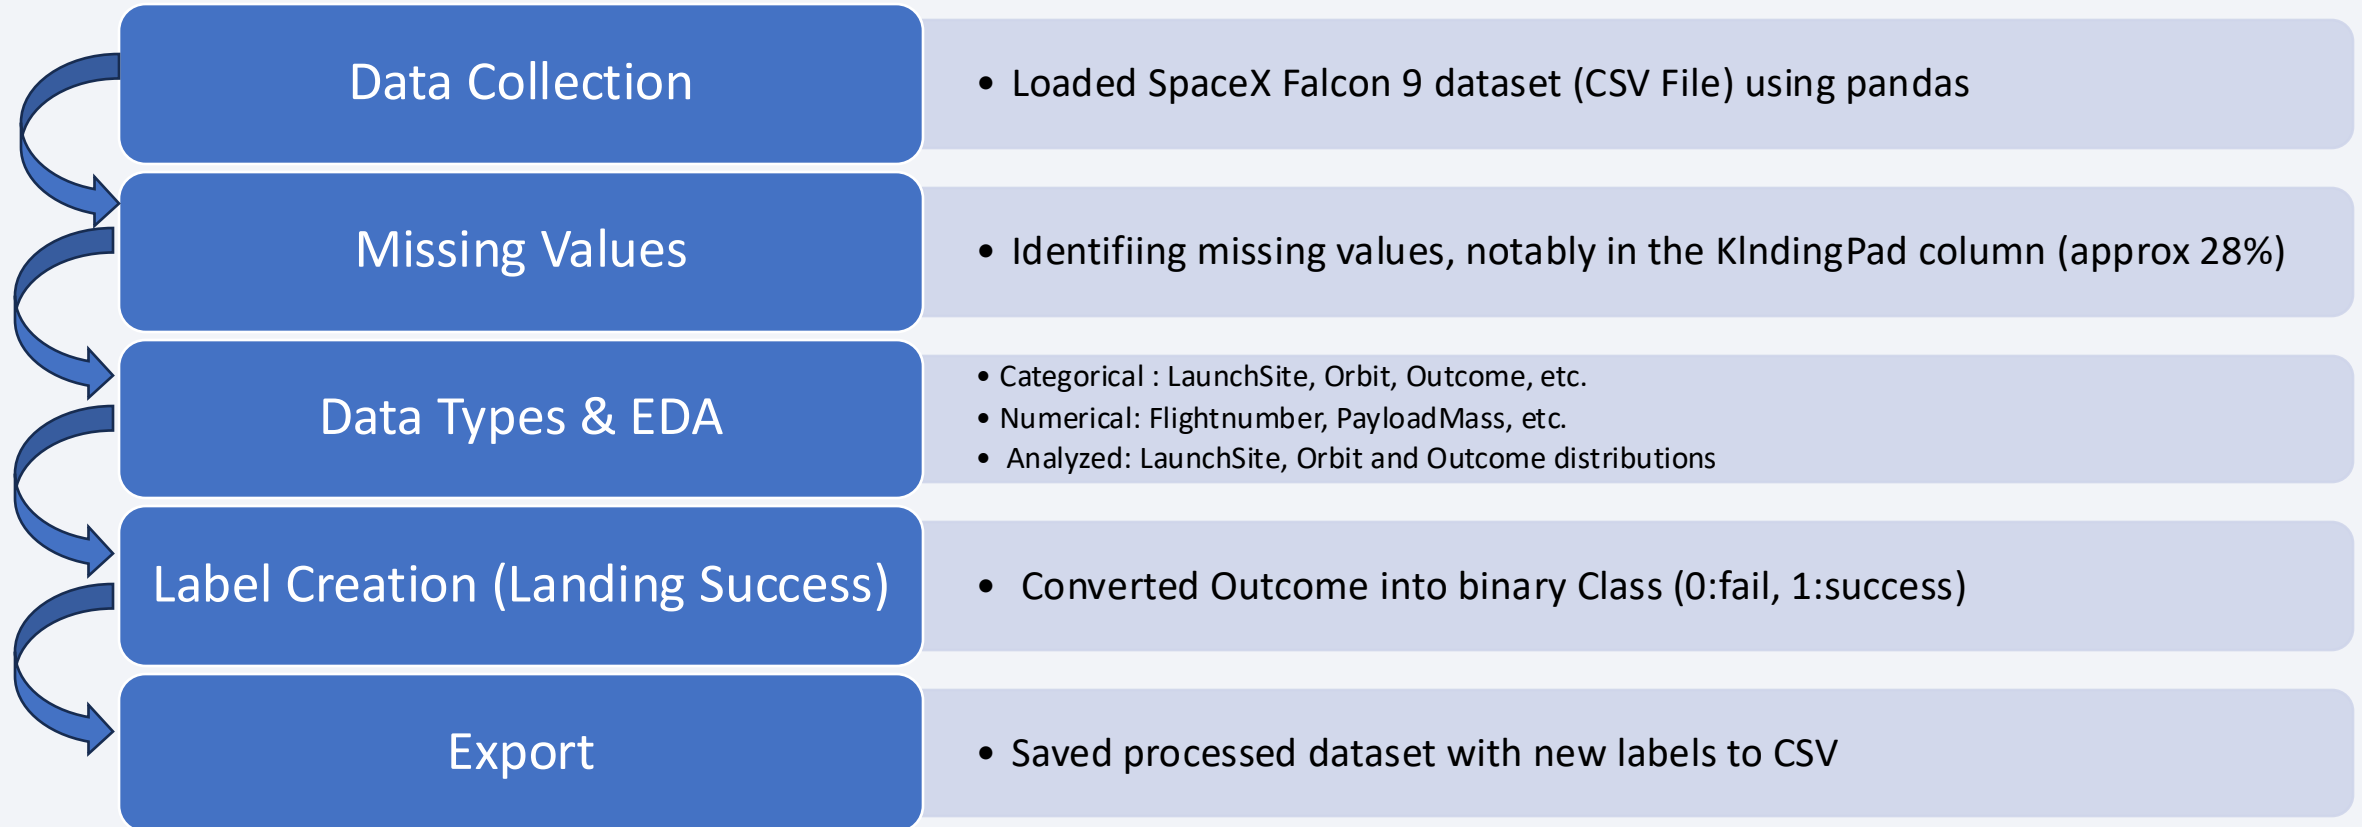 Data Collection
• Loaded SpaceX Falcon 9 dataset (CSV File) using pandas
Missing Values
• Identifiing missing values, notably in the KlndingPad column (approx 28%)
Data Types & EDA
• Categorical : LaunchSite, Orbit, Outcome, etc.
• Numerical: Flightnumber, PayloadMass, etc.
• Analyzed: LaunchSite, Orbit and Outcome distributions
Label Creation (Landing Success)
• Converted Outcome into binary Class (0:fail, 1:success)
Export
• Saved processed dataset with new labels to CSV